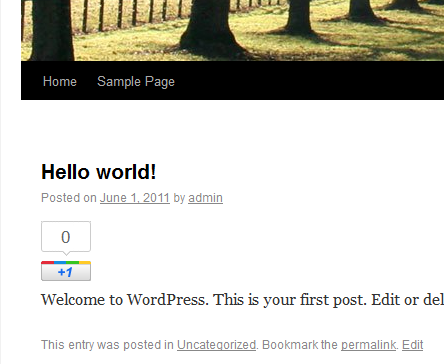 Home Sample Page
Hello world!
Posted on June 1, 2011 by admin
0
+1
Welcome to WordPress. This is your first post. Edit or del
This entry was posted in Uncategorized. Bookmark the permalink. Edit